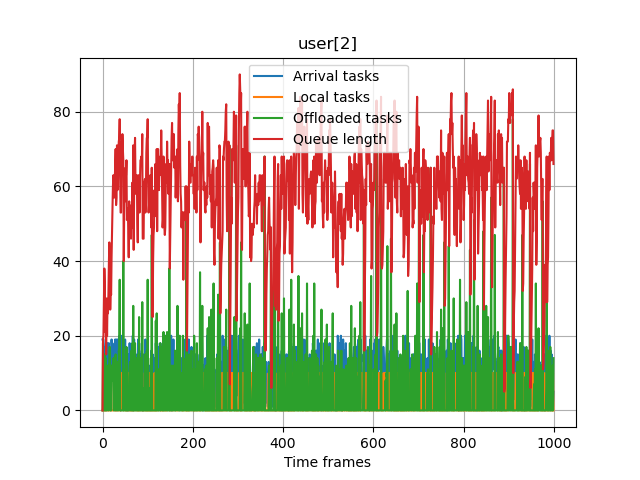 user[2]
Arrival tasks
Local tasks
Offloaded tasks
Queue length
80
60
40
20
0
0 200 400 600 800 1000
Time frames